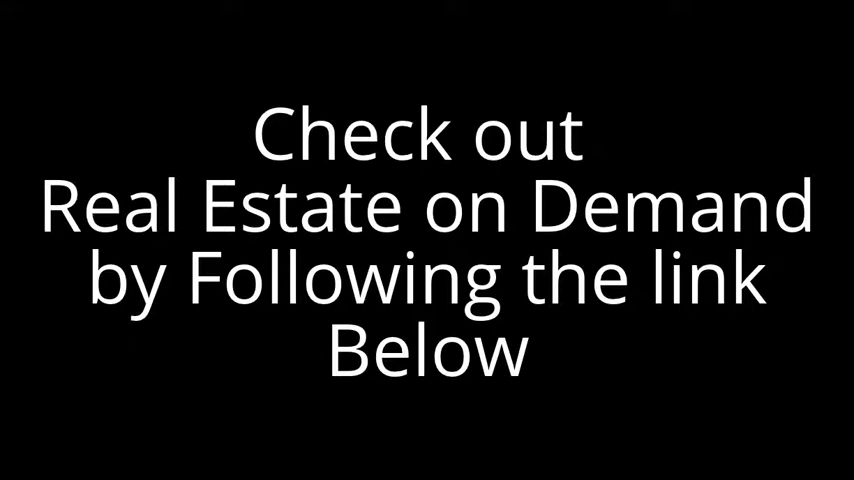 Check out
Real Estate on Demand
by Following the link
Below